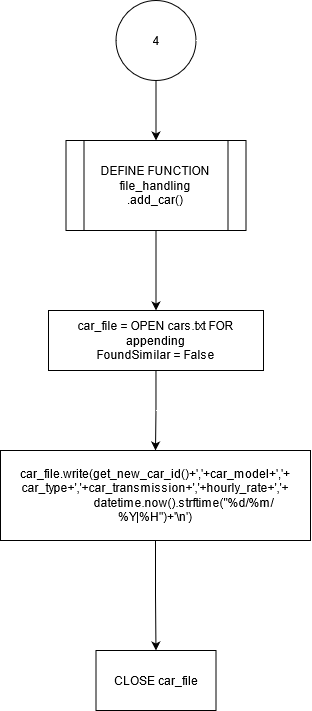 4
DEFINE FUNCTION
file_handling
.add_car()
car_file = OPEN cars.txt FOR
appending
FoundSimilar = False
car_file.write(get_new_car_id()+','+car_model+','+
car_type+','+car_transmission+','+hourly_rate+','+
datetime.now().strftime("%d/%m/
%Y|%H")+'\n')
CLOSE car_file